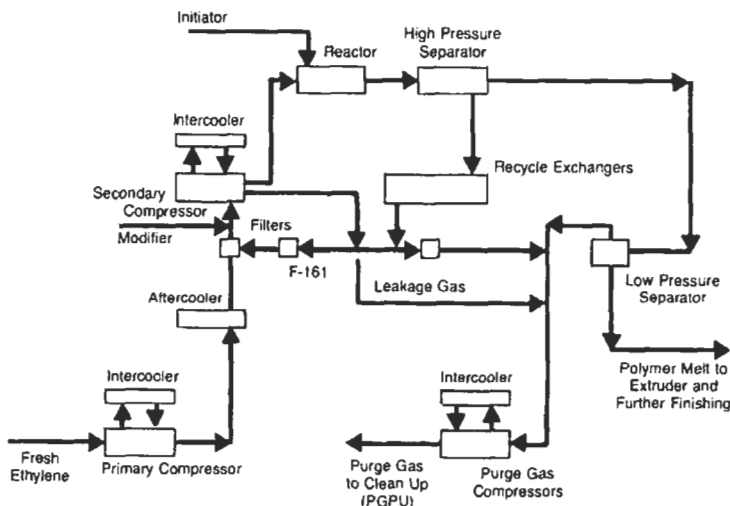 Initiator
Reactor
High Pressure
Separator
Intercooler
Recycle Exchangers
Secondary
Compressor
Modifier
Filters
F-161
Leakage Gas
Low Pressure
Separator
Aftercooler
Polymer Melt to
Extruder and
Further Finishing
Intercooler
Intercooler
Fresh
Ethylene
Primary Compressor
Purge Gas
to Clean Up
(PGPU)
Purge Gas
Compressors